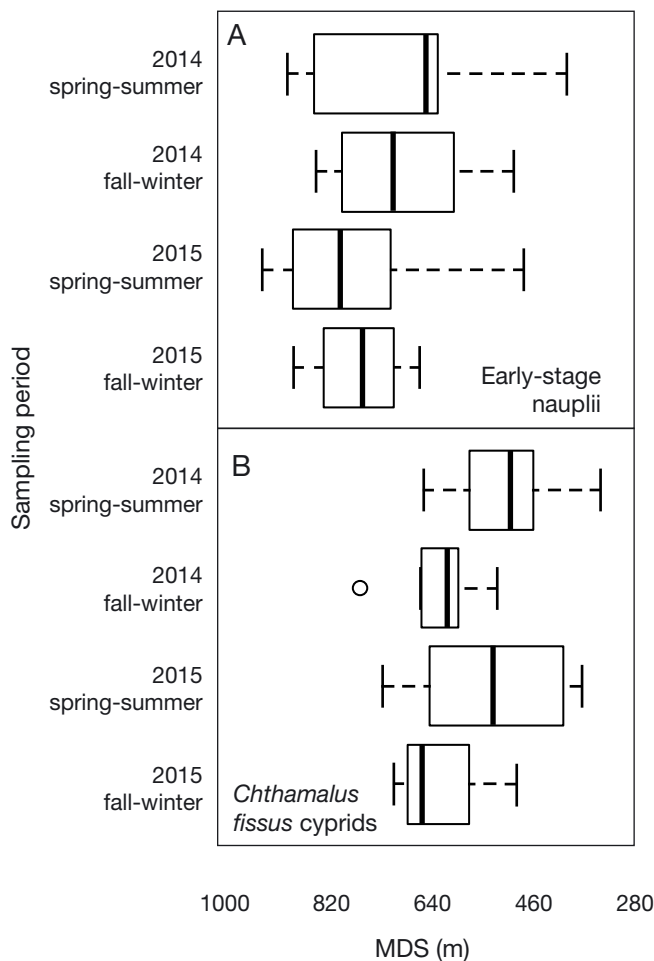 A
2014
spring-summer
2014
fall-winter
2015
spring-summer
2015
fall-winter
Early-stage
nauplii
Sampling period
B
2014
spring-summer
2014
fall-winter
2015
spring-summer
2015
fall-winter
Chthamalus
fissus cyprids
1000 820 640 460 280
MDS (m)